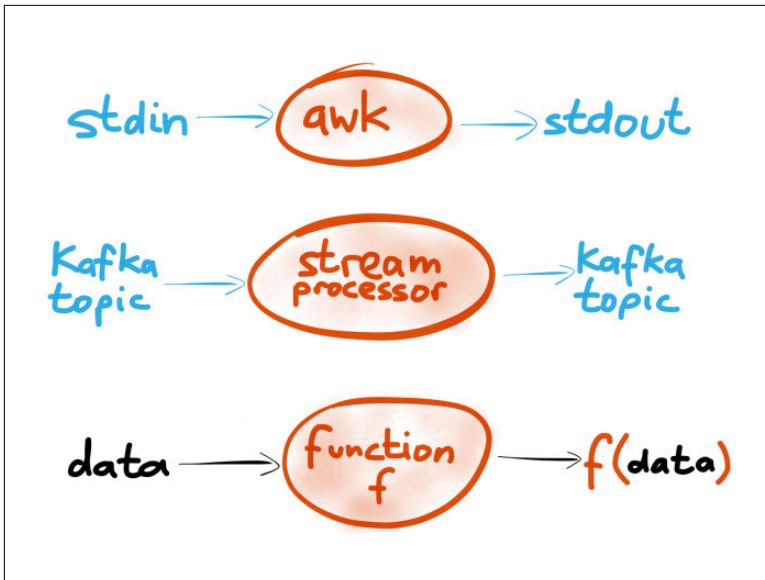 stdin awk stdout
Kafka topic stream processor Kafka topic
data function f f(data)